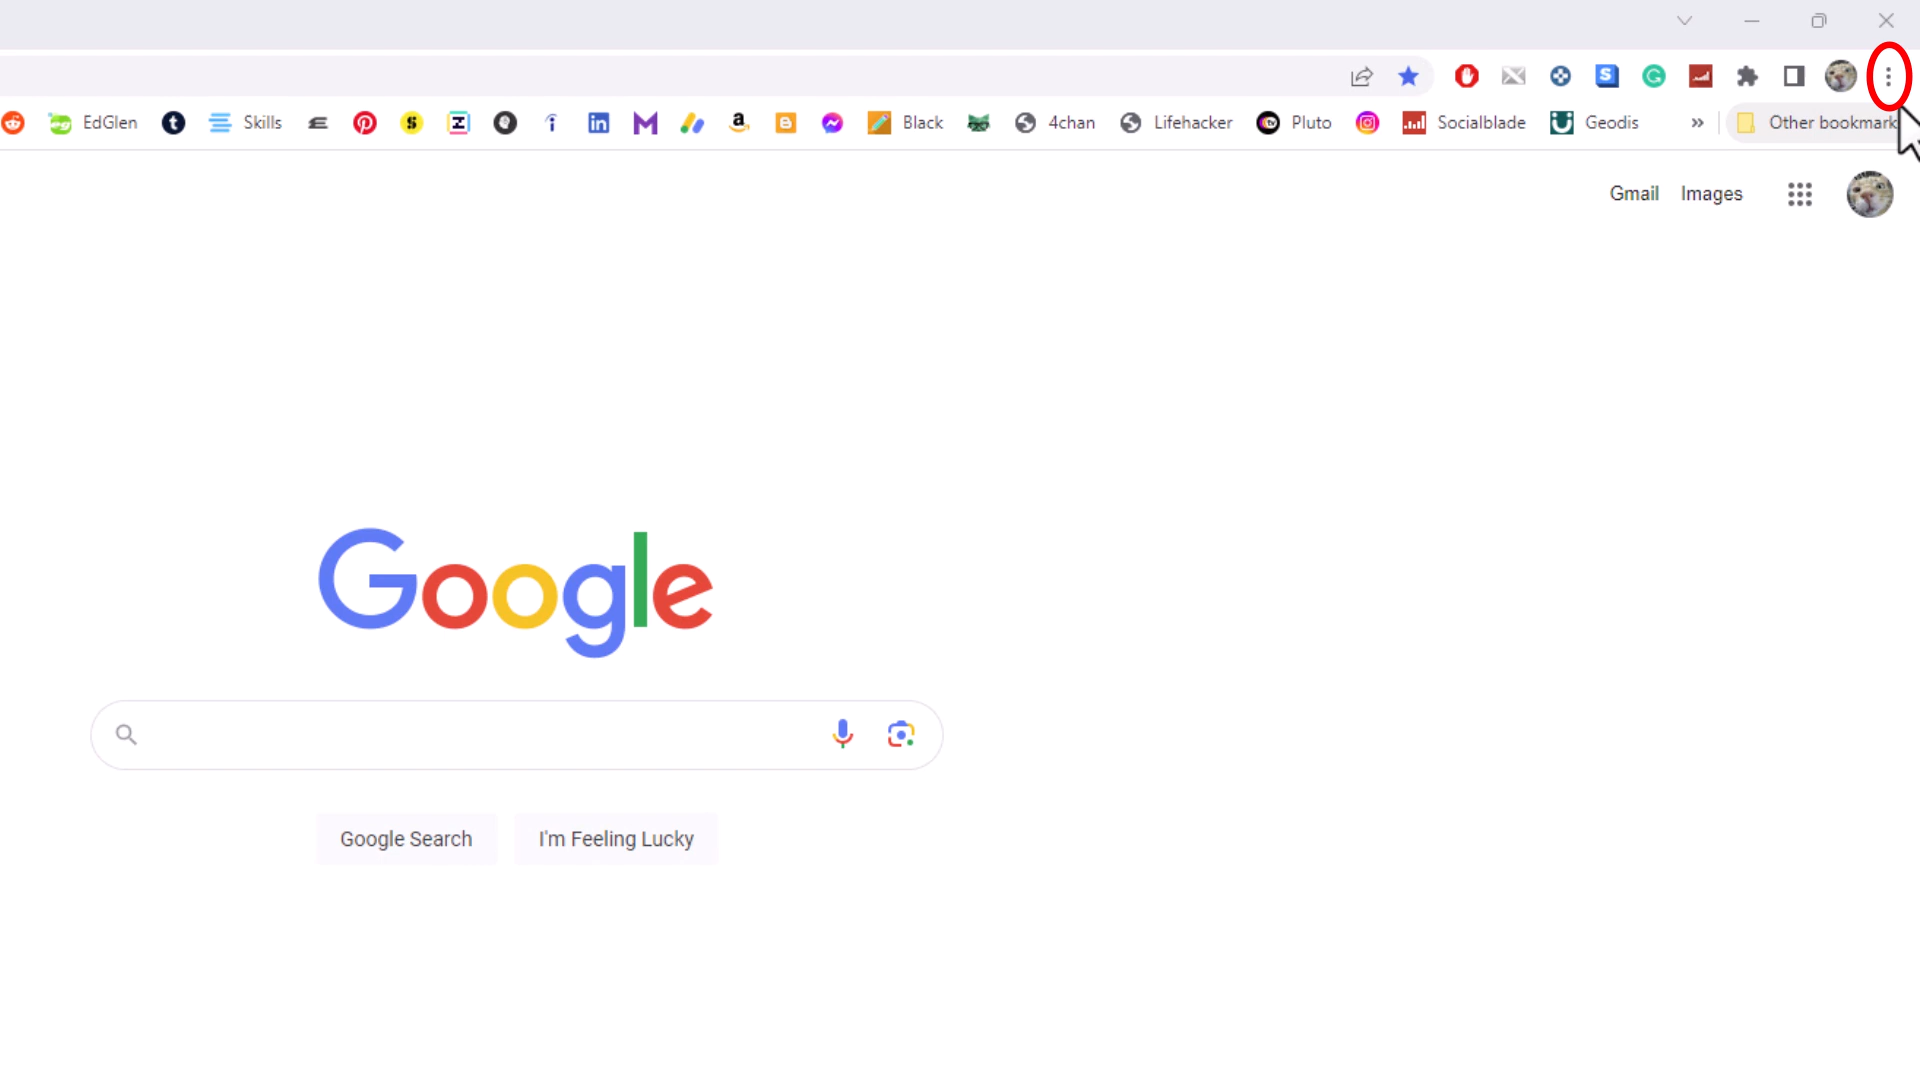 EdGlen Skills Black 4chan Lifehacker Pluto Socialblade Geodis » Other bookmark
Gmail Images
Google
Google Search I'm Feeling Lucky